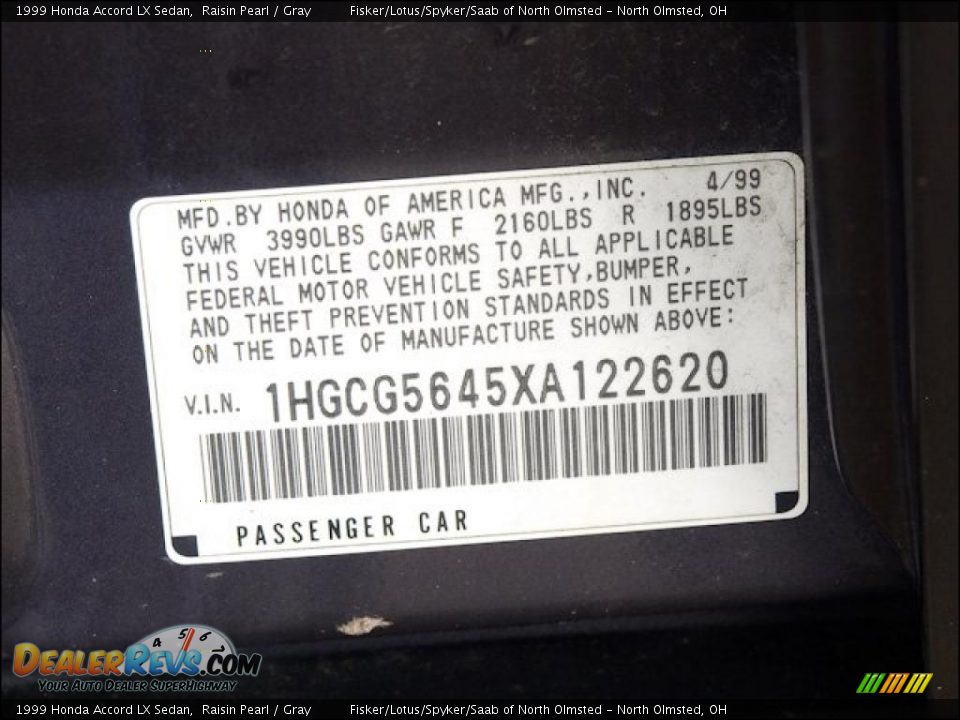 1999 Honda Accord LX Sedan, Raisin Pearl / Gray Fisker/Lotus/Spyker/Saab of North Olmsted - North Olmsted, OH
MFD.BY HONDA OF AMERICA MFG.,INC. 4/99
GVWR 3990LBS GAWR F 2160LBS R 1895LBS
THIS VEHICLE CONFORMS TO ALL APPLICABLE
FEDERAL MOTOR VEHICLE SAFETY,BUMPER,
AND THEFT PREVENTION STANDARDS IN EFFECT
ON THE DATE OF MANUFACTURE SHOWN ABOVE:
V.I.N. 1HGCG5645XA122620
PASSENGER CAR
4 5 6
DEALERREVS.COM
YOUR AUTO DEALER SUPERHIGHWAY
1999 Honda Accord LX Sedan, Raisin Pearl / Gray Fisker/Lotus/Spyker/Saab of North Olmsted - North Olmsted, OH